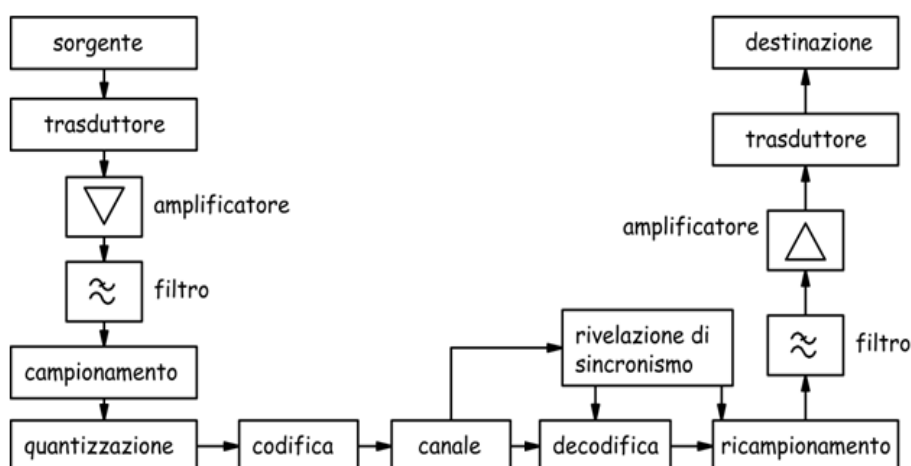 sorgente
trasduttore
amplificatore
filtro
campionamento
quantizzazione
codifica
canale
rivelazione di
sincronismo
decodifica
ricampionamento
filtro
amplificatore
trasduttore
destinazione